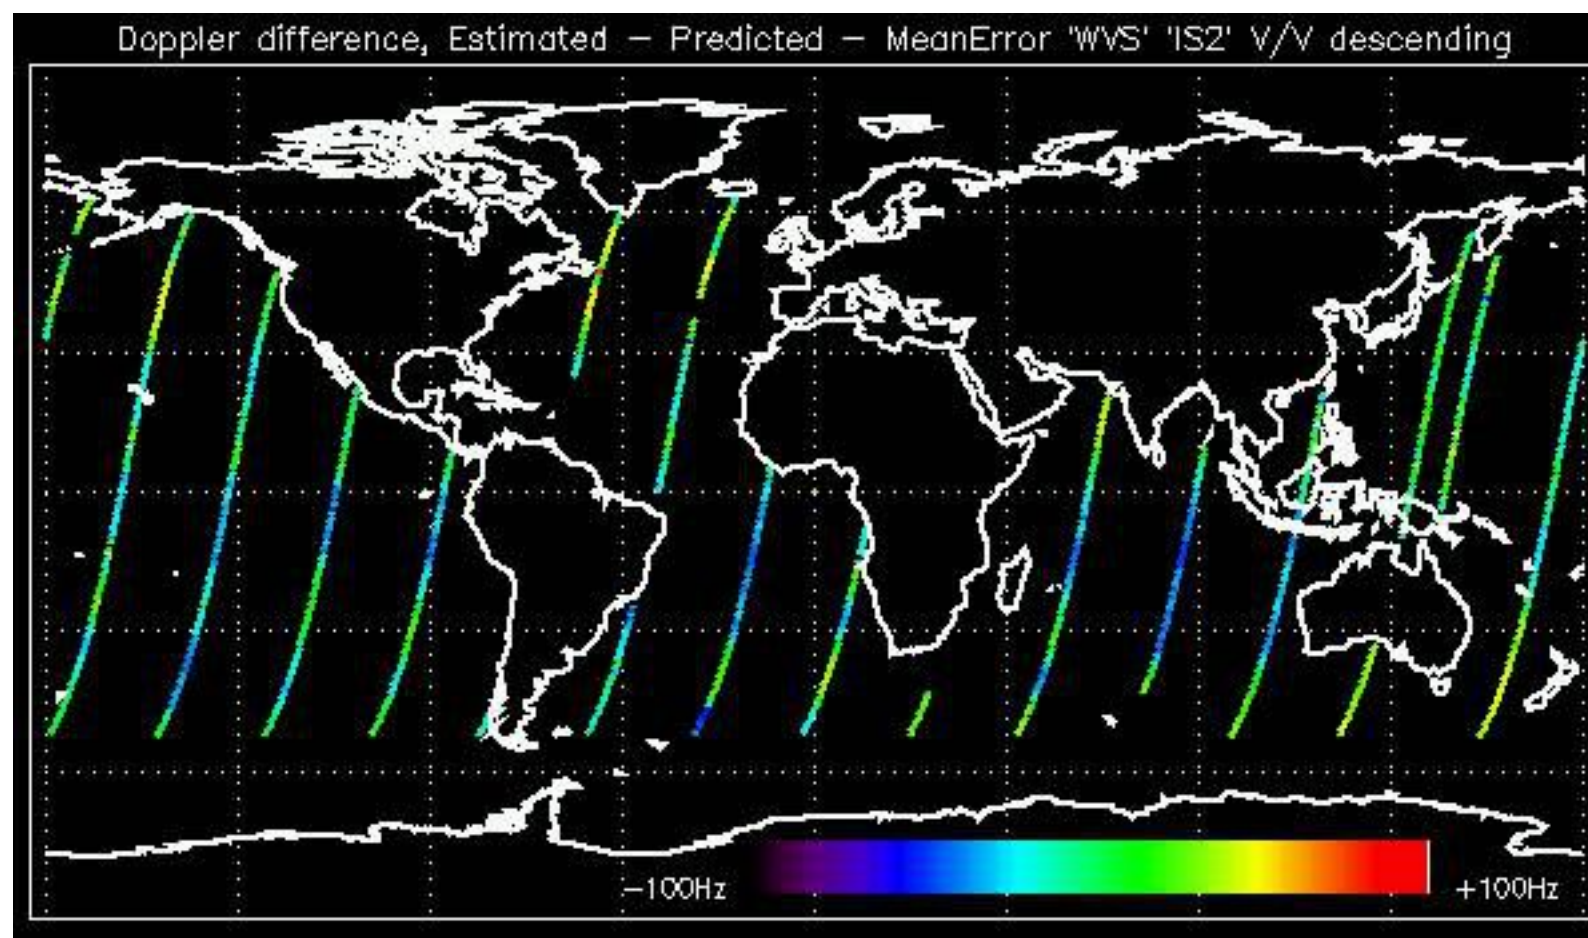 Doppler difference, Estimated − Predicted − MeanError 'WVS' 'IS2' V/V descending
−100Hz
+100Hz